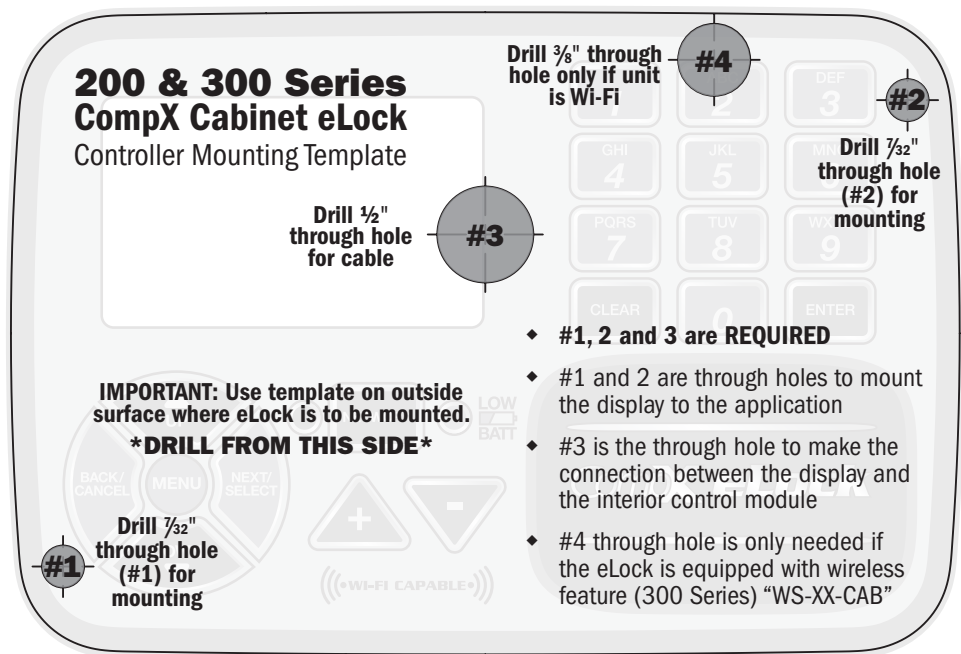 200 & 300 Series
CompX Cabinet eLock
Controller Mounting Template
Drill ⅜" through
hole only if unit
is Wi-Fi
#4
DEF
3
#2
Drill 7/32"
through hole
(#2) for
mounting
GHI
4
JKL
5
Drill ½"
through hole
for cable
#3
PQRS
7
TUV
8
9
CLEAR
0
ENTER
◆ #1, 2 and 3 are REQUIRED
◆ #1 and 2 are through holes to mount
the display to the application
◆ #3 is the through hole to make the
connection between the display and
the interior control module
◆ #4 through hole is only needed if
the eLock is equipped with wireless
feature (300 Series) “WS-XX-CAB”
IMPORTANT: Use template on outside
surface where eLock is to be mounted.
*DRILL FROM THIS SIDE*
LOW
BATT
BACK/
CANCEL
MENU
NEXT/
SELECT
+
-
#1
Drill 7/32"
through hole
(#1) for
mounting
WI-FI CAPABLE
eLock